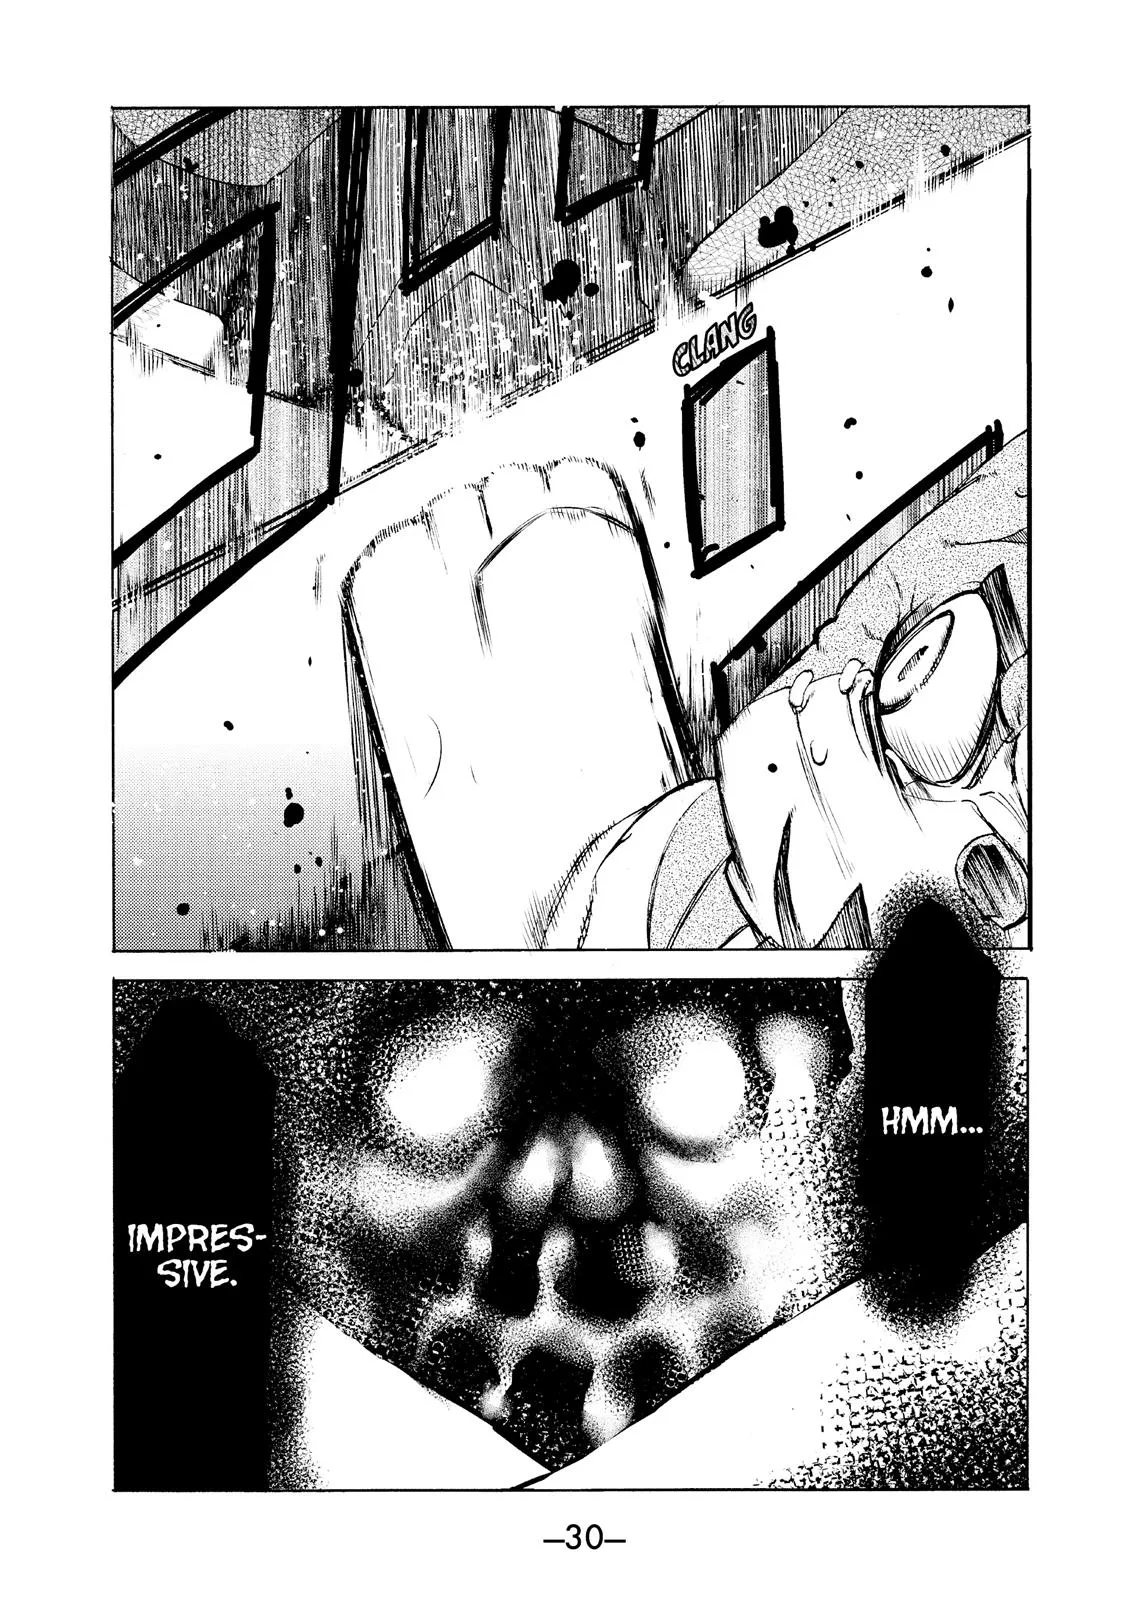 CLANG
HMM...
IMPRES-
SIVE.
—30—